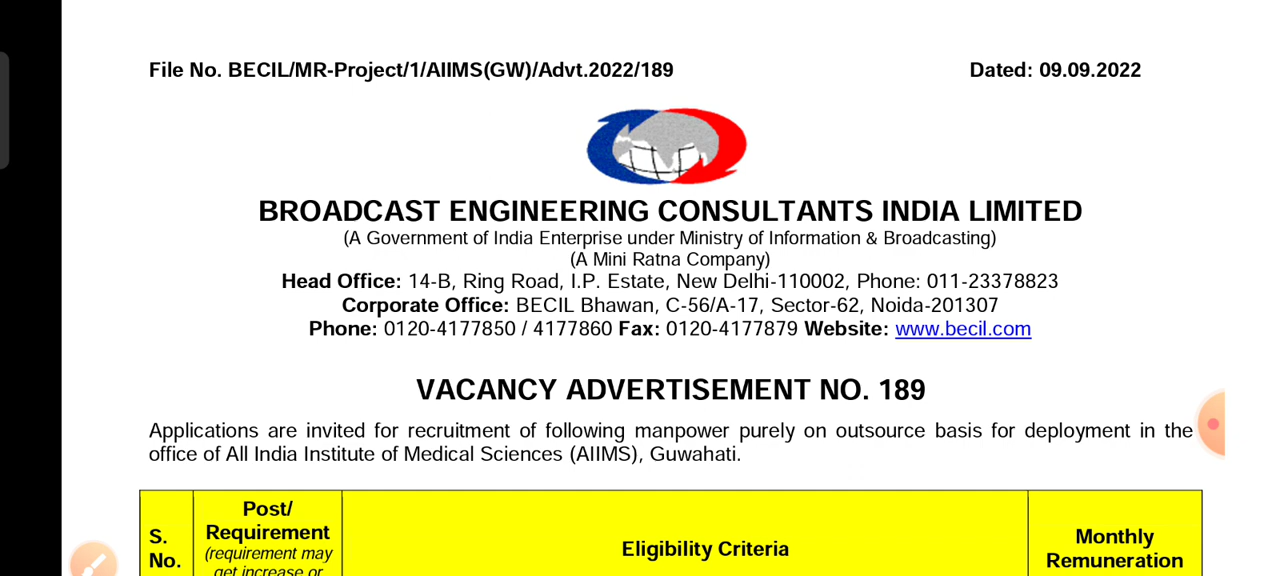 File No. BECIL/MR-Project/1/AIIMS(GW)/Advt.2022/189 Dated: 09.09.2022
BROADCAST ENGINEERING CONSULTANTS INDIA LIMITED
(A Government of India Enterprise under Ministry of Information & Broadcasting)
(A Mini Ratna Company)
Head Office: 14-B, Ring Road, I.P. Estate, New Delhi-110002, Phone: 011-23378823
Corporate Office: BECIL Bhawan, C-56/A-17, Sector-62, Noida-201307
Phone: 0120-4177850 / 4177860 Fax: 0120-4177879 Website: www.becil.com
VACANCY ADVERTISEMENT NO. 189
Applications are invited for recruitment of following manpower purely on outsource basis for deployment in the
office of All India Institute of Medical Sciences (AIIMS), Guwahati.
S.
No.
Post/
Requirement
(requirement may
get increase or
Eligibility Criteria
Monthly
Remuneration